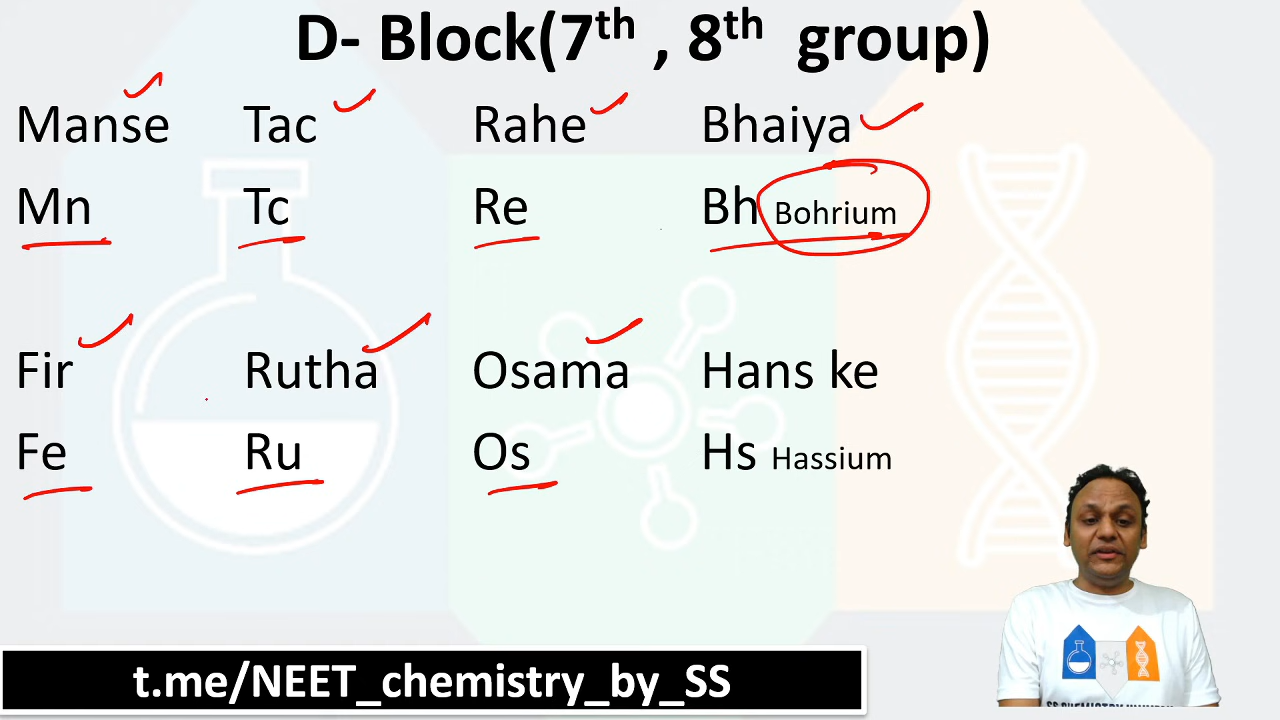 D- Block(7th , 8th group)
Manse Tac Rahe Bhaiya
Mn Tc Re Bh Bohrium
Fir Rutha Osama Hans ke
Fe Ru Os Hs Hassium
t.me/NEET_chemistry_by_SS